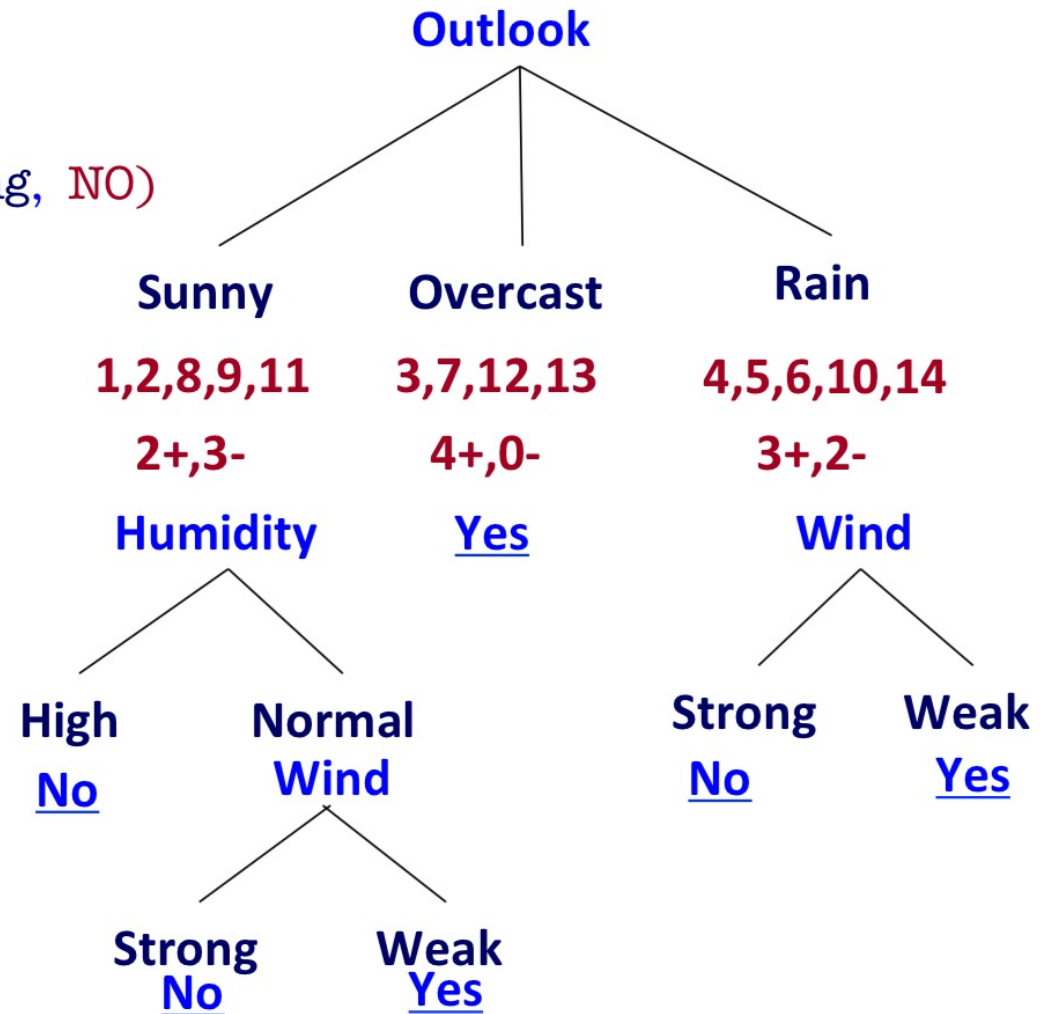 Outlook
g, NO)
Sunny Overcast Rain
1,2,8,9,11 3,7,12,13 4,5,6,10,14
2+,3- 4+,0- 3+,2-
Humidity Yes Wind
High Normal Strong Weak
No Wind No Yes
Strong Weak
No Yes